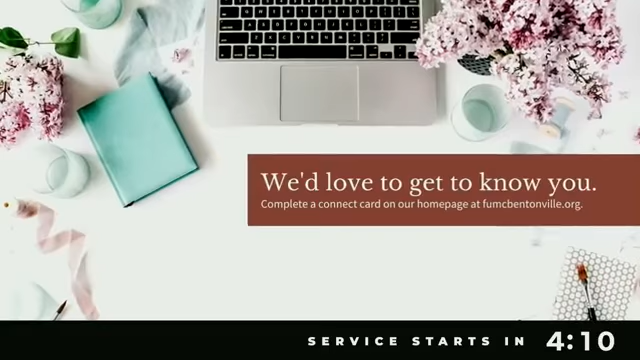 We'd love to get to know you.
Complete a connect card on our homepage at fumcbentonville.org.
SERVICE STARTS IN 4:10